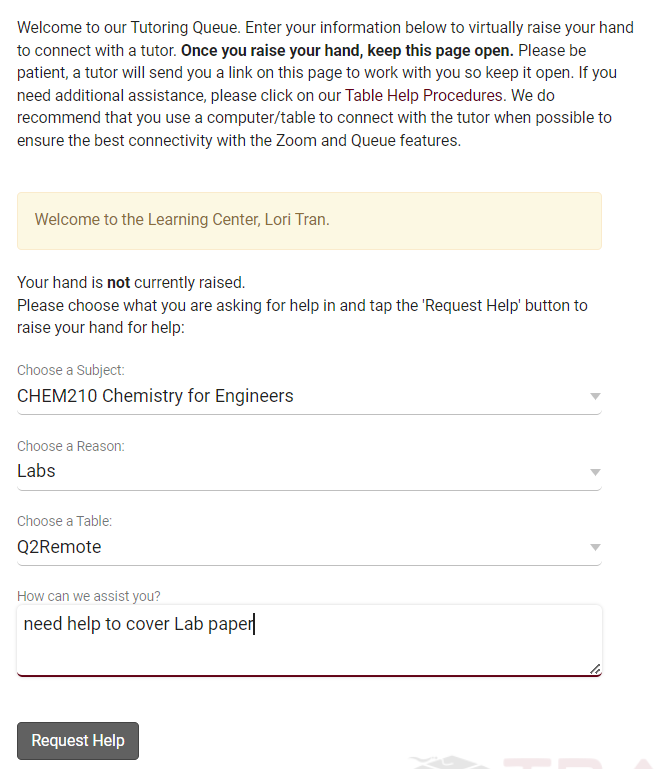 Welcome to our Tutoring Queue. Enter your information below to virtually raise your hand
to connect with a tutor. Once you raise your hand, keep this page open. Please be
patient, a tutor will send you a link on this page to work with you so keep it open. If you
need additional assistance, please click on our Table Help Procedures. We do
recommend that you use a computer/table to connect with the tutor when possible to
ensure the best connectivity with the Zoom and Queue features.
Welcome to the Learning Center, Lori Tran.
Your hand is not currently raised.
Please choose what you are asking for help in and tap the 'Request Help' button to
raise your hand for help:
Choose a Subject:
CHEM210 Chemistry for Engineers
Choose a Reason:
Labs
Choose a Table:
Q2Remote
How can we assist you?
need help to cover Lab paper
Request Help